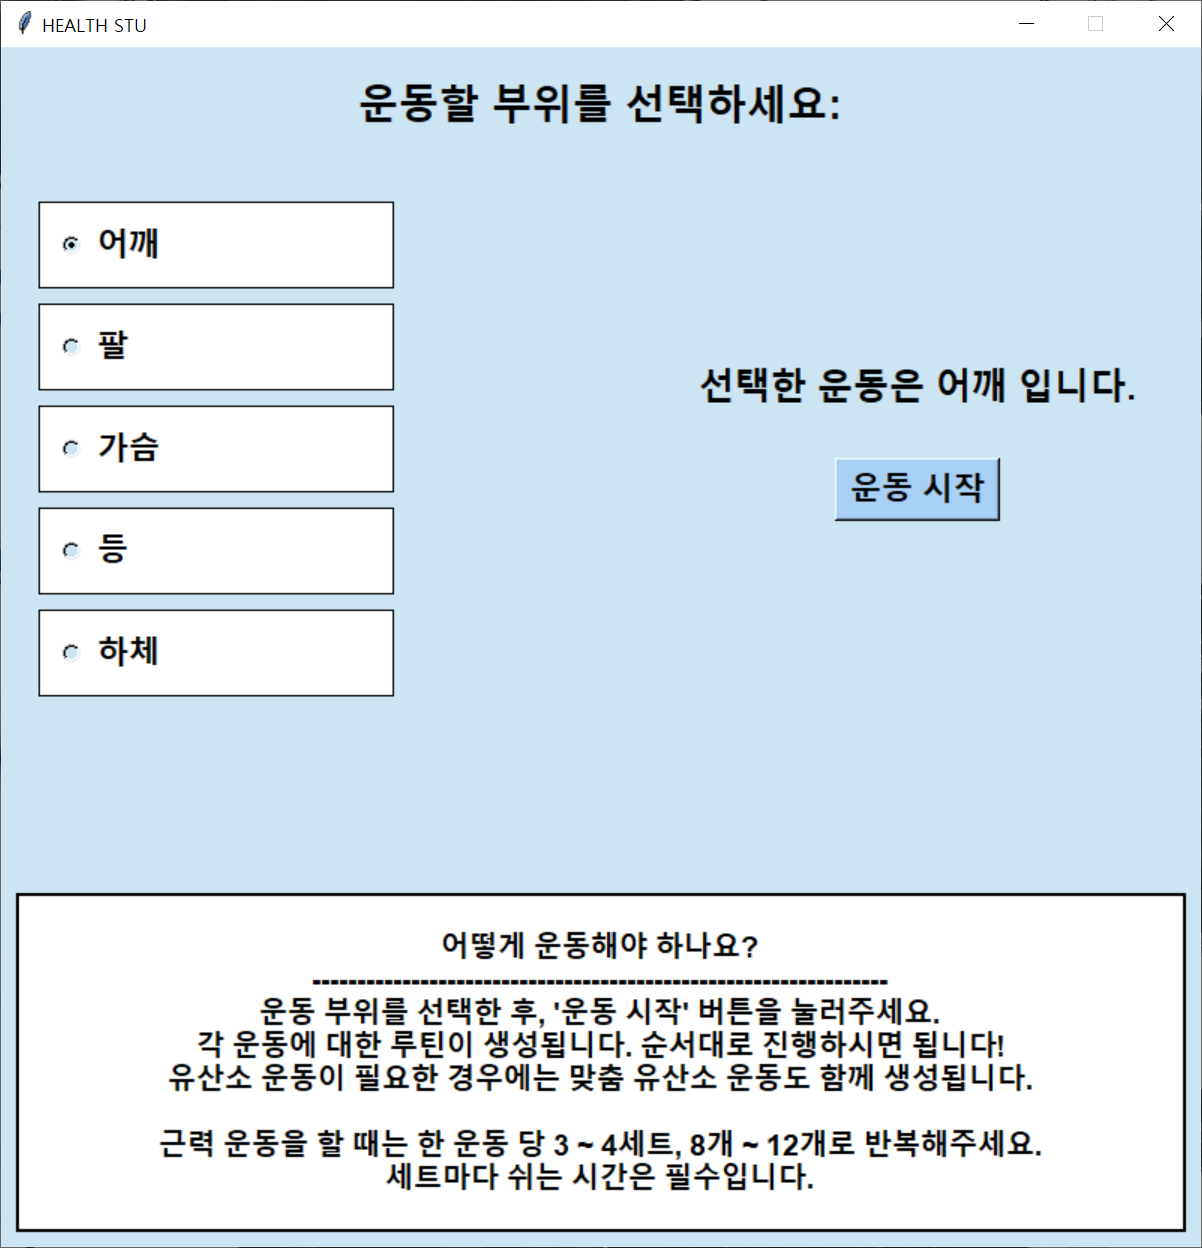 HEALTH STU
운동할 부위를 선택하세요:
어깨
팔
가슴
등
하체
선택한 운동은 어깨 입니다.
운동 시작
어떻게 운동해야 하나요?
----------------------------------------------------------------
운동 부위를 선택한 후, '운동 시작' 버튼을 눌러주세요.
각 운동에 대한 루틴이 생성됩니다. 순서대로 진행하시면 됩니다!
유산소 운동이 필요한 경우에는 맞춤 유산소 운동도 함께 생성됩니다.
근력 운동을 할 때는 한 운동 당 3 ~ 4세트, 8개 ~ 12개로 반복해주세요.
세트마다 쉬는 시간은 필수입니다.